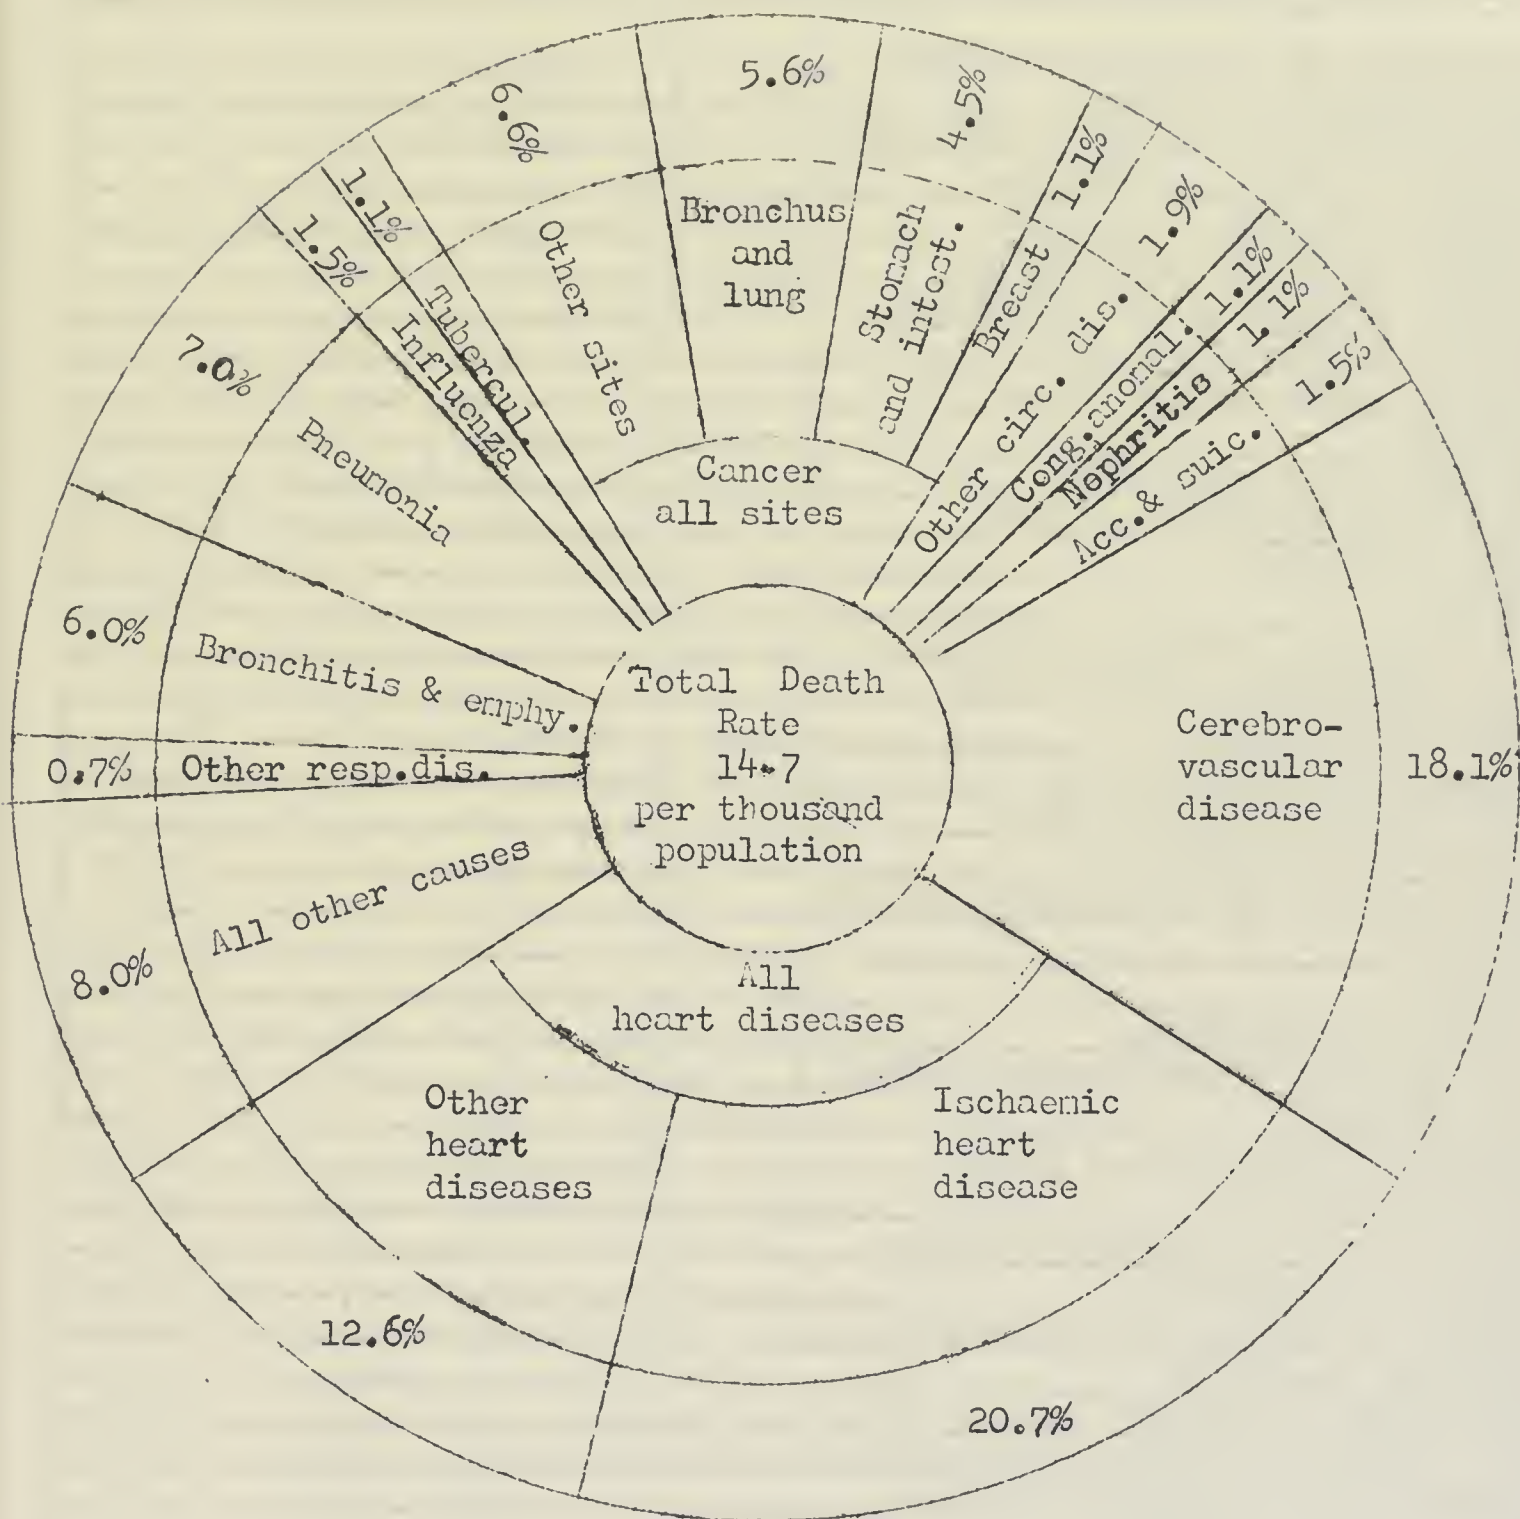 Total Death
Rate
14.7
per thousand
population
Cancer
all sites
Other sites
6.6%
Bronchus
and
lung
5.6%
Stomach
and intest.
4.5%
Breast
1.1%
Other circ. dis.
1.9%
Cong.anomal.
1.1%
Nephritis
1.1%
Acc.& suic.
1.5%
Cerebro-
vascular
disease
18.1%
All
heart diseases
Ischaemic
heart
disease
20.7%
Other
heart
diseases
12.6%
All other causes
8.0%
Other resp.dis.
0.7%
Bronchitis & emphy.
6.0%
Pneumonia
7.0%
Influenza
1.5%
Tubercul.
1.1%